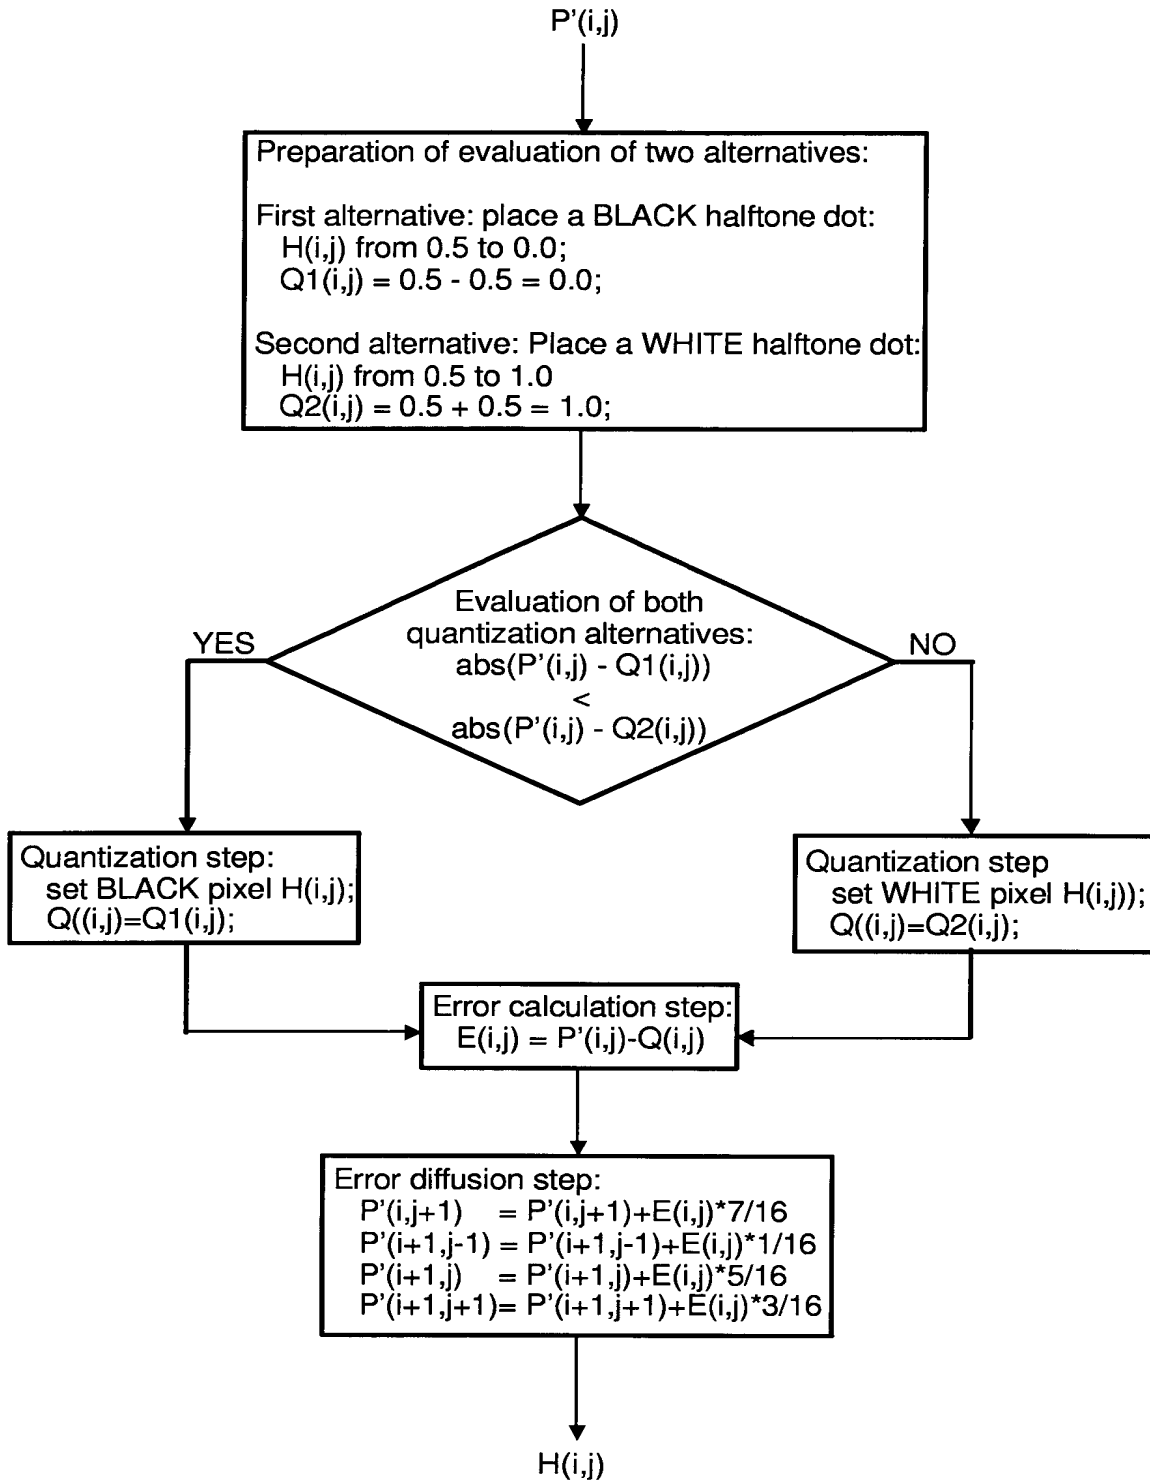 P'(i,j)
Preparation of evaluation of two alternatives:
First alternative: place a BLACK halftone dot:
H(i,j) from 0.5 to 0.0;
Q1(i,j) = 0.5 - 0.5 = 0.0;
Second alternative: Place a WHITE halftone dot:
H(i,j) from 0.5 to 1.0
Q2(i,j) = 0.5 + 0.5 = 1.0;
Evaluation of both
quantization alternatives:
abs(P'(i,j) - Q1(i,j))
<
abs(P'(i,j) - Q2(i,j))
YES
NO
Quantization step:
set BLACK pixel H(i,j);
Q((i,j)=Q1(i,j);
Quantization step
set WHITE pixel H(i,j));
Q((i,j)=Q2(i,j);
Error calculation step:
E(i,j) = P'(i,j)-Q(i,j)
Error diffusion step:
P'(i,j+1) = P'(i,j+1)+E(i,j)*7/16
P'(i+1,j-1) = P'(i+1,j-1)+E(i,j)*1/16
P'(i+1,j) = P'(i+1,j)+E(i,j)*5/16
P'(i+1,j+1)= P'(i+1,j+1)+E(i,j)*3/16
H(i,j)